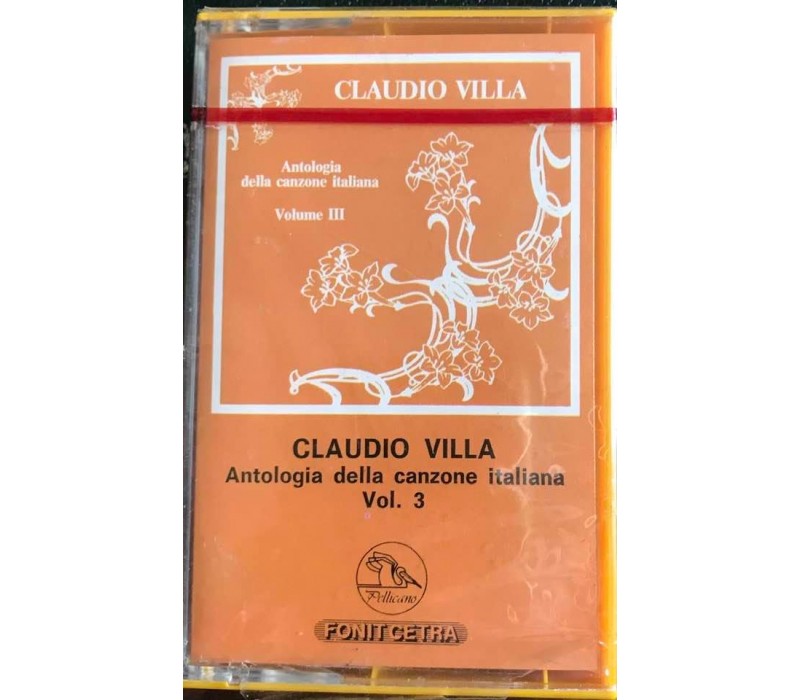 CLAUDIO VILLA
Antologia
della canzone italiana
Volume III
CLAUDIO VILLA
Antologia della canzone italiana
Vol. 3
Pellicano
FONIT CETRA